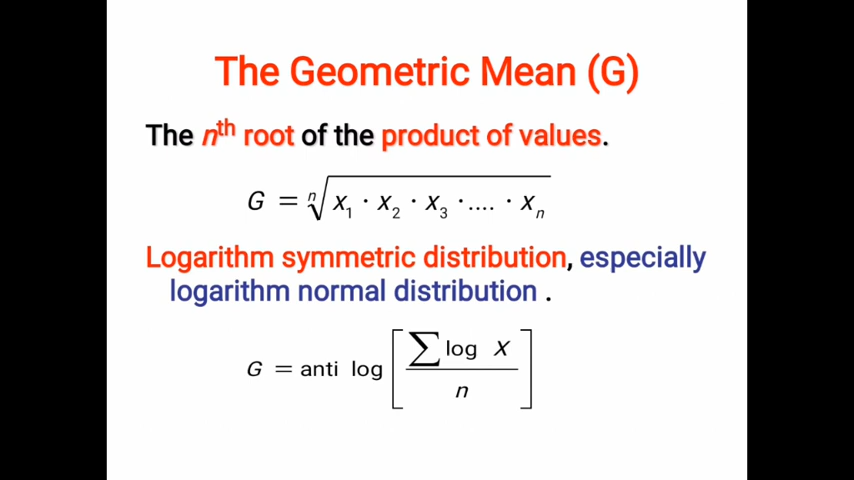 The Geometric Mean (G)
The nth root of the product of values.
G = ⁿ√x₁ · x₂ · x₃ · .... · xₙ
Logarithm symmetric distribution, especially
logarithm normal distribution .
G = anti log [ ∑ log X / n ]